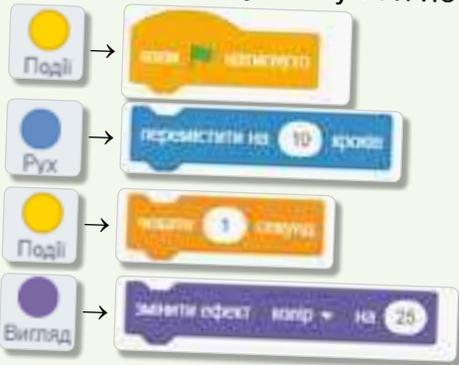 Події → коли натиснуто
Рух → перемістити на 10 кроків
Події → чекати 1 секунд
Вигляд → змінити ефект колір на 25